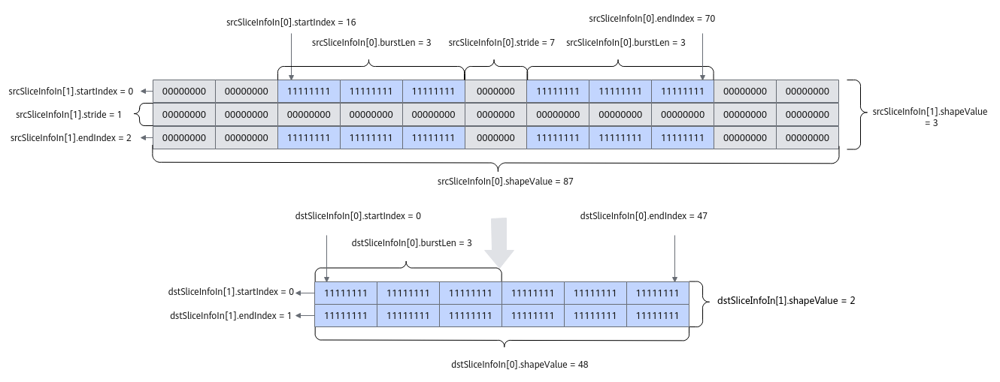 srcSliceInfoIn[0].startIndex = 16
srcSliceInfoIn[0].endIndex = 70
srcSliceInfoIn[0].burstLen = 3
srcSliceInfoIn[0].stride = 7
srcSliceInfoIn[0].burstLen = 3
srcSliceInfoIn[1].startIndex = 0
00000000 00000000 11111111 11111111 11111111 0000000 11111111 11111111 11111111 00000000 00000000
srcSliceInfoIn[1].stride = 1
00000000 00000000 00000000 00000000 00000000 0000000 00000000 00000000 00000000 00000000 00000000
srcSliceInfoIn[1].shapeValue
= 3
srcSliceInfoIn[1].endIndex = 2
00000000 00000000 11111111 11111111 11111111 0000000 11111111 11111111 11111111 00000000 00000000
srcSliceInfoIn[0].shapeValue = 87
dstSliceInfoIn[0].startIndex = 0
dstSliceInfoIn[0].endIndex = 47
dstSliceInfoIn[0].burstLen = 3
dstSliceInfoIn[1].startIndex = 0
11111111 11111111 11111111 11111111 11111111 11111111
dstSliceInfoIn[1].shapeValue = 2
dstSliceInfoIn[1].endIndex = 1
11111111 11111111 11111111 11111111 11111111 11111111
dstSliceInfoIn[0].shapeValue = 48